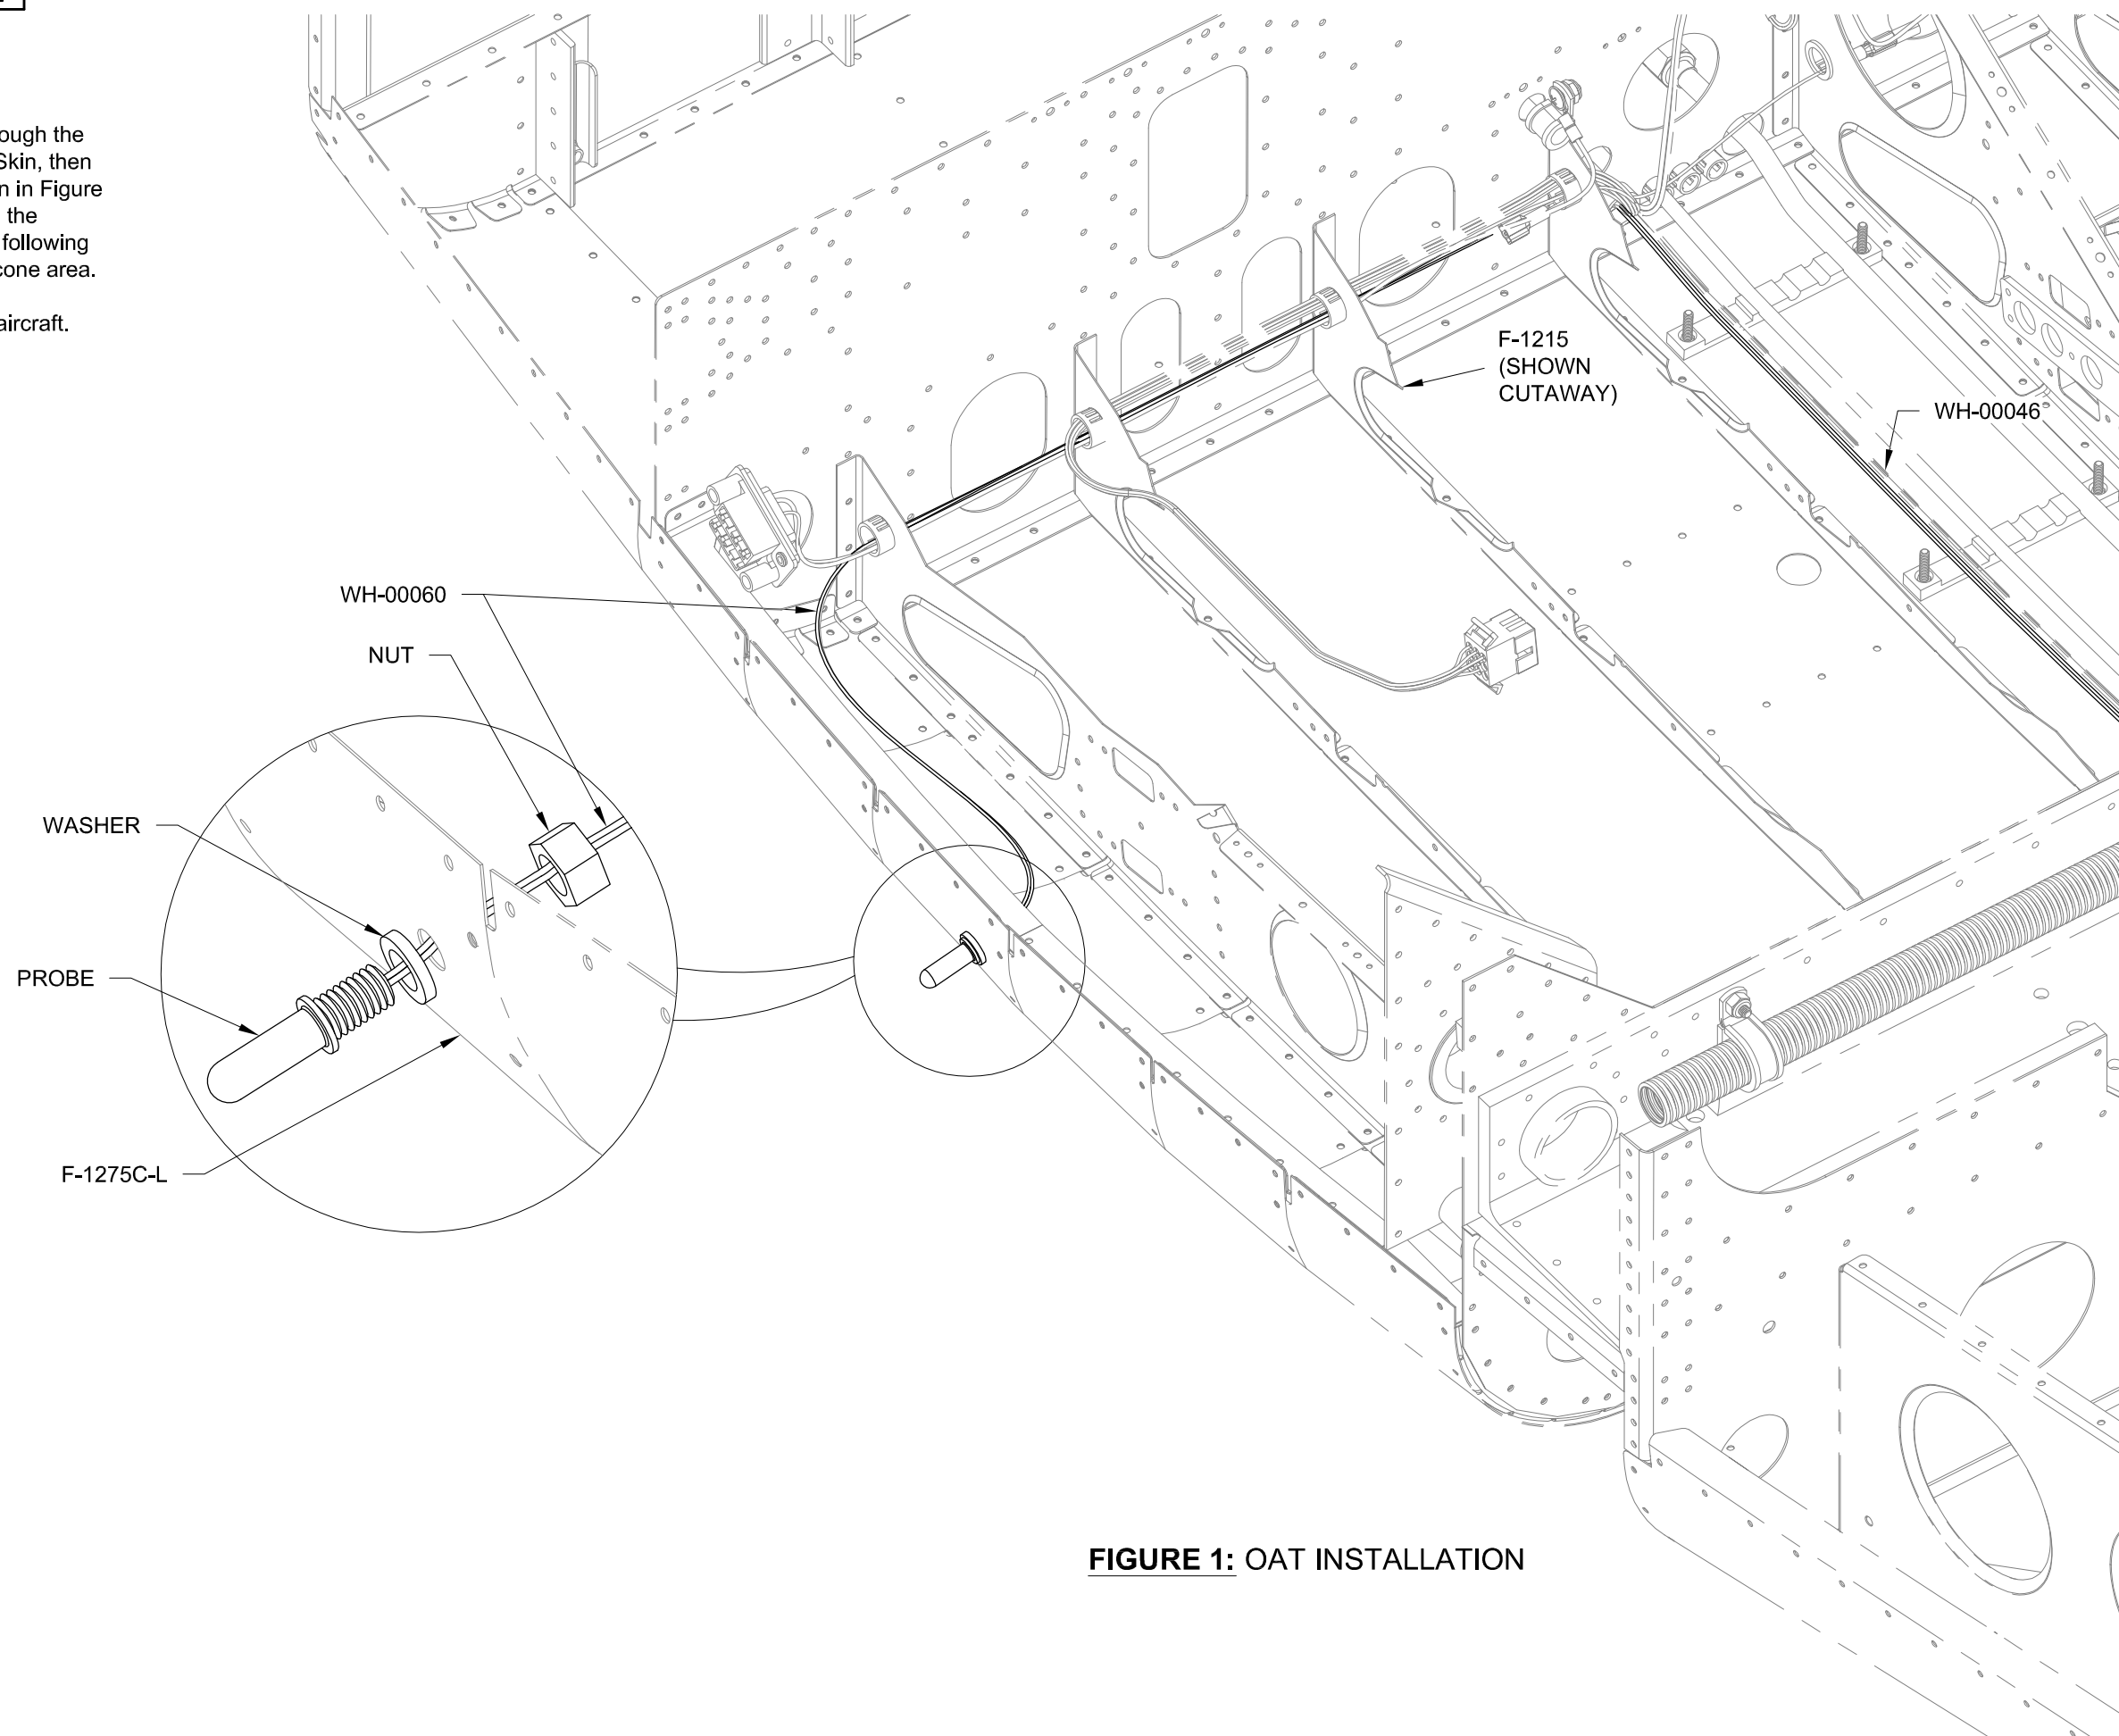 ough the
Skin, then
n in Figure
the
following
cone area.
aircraft.
F-1215
(SHOWN
CUTAWAY)
WH-00046
WH-00060
NUT
WASHER
PROBE
F-1275C-L
FIGURE 1: OAT INSTALLATION